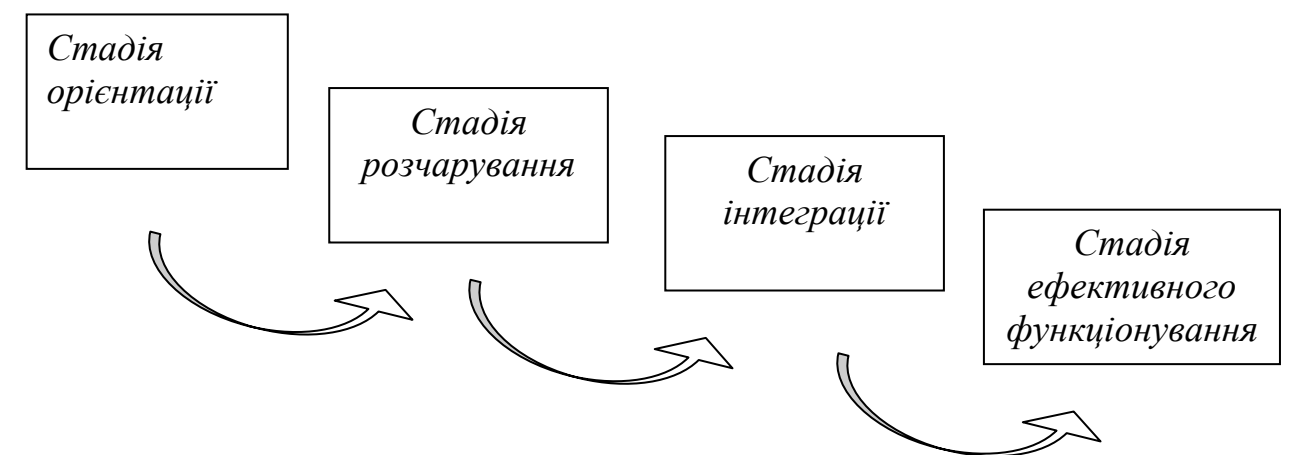 Стадія
орієнтації
Стадія
розчарування
Стадія
інтеграції
Стадія
ефективного
функціонування